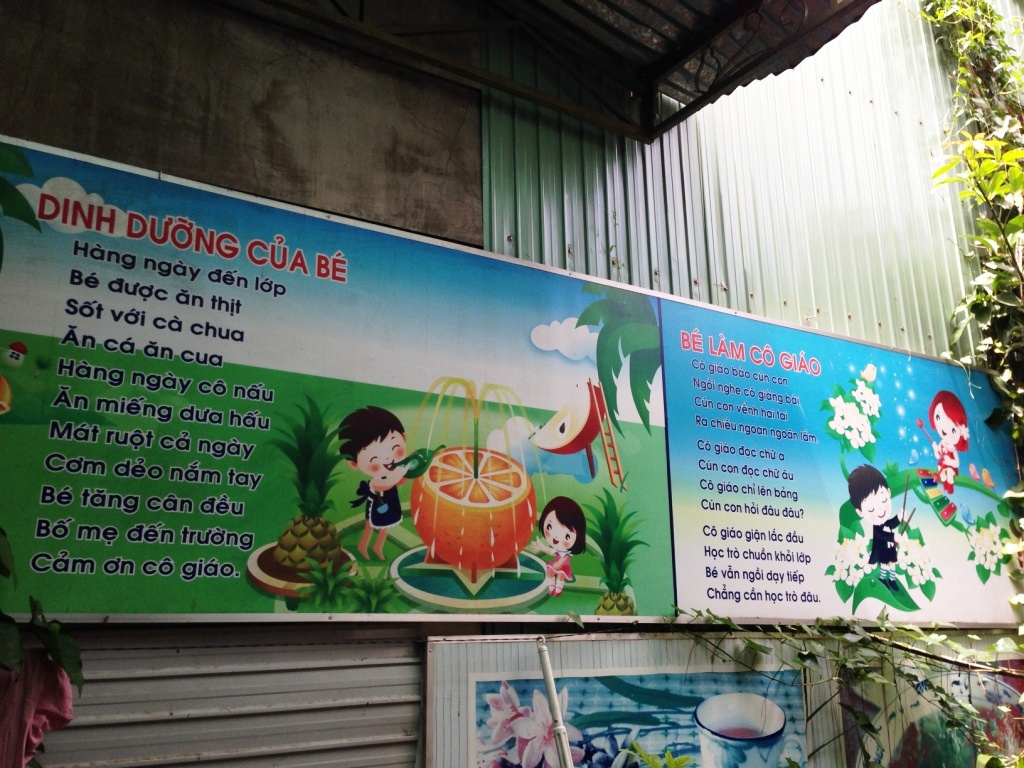 DINH DƯỠNG CỦA BÉ
Hàng ngày đến lớp
Bé được ăn thịt
Sốt với cà chua
Ăn cá ăn cua
Hàng ngày cô nấu
Ăn miếng dưa hấu
Mát ruột cả ngày
Cơm dẻo nắm tay
Bé tăng cân đều
Bố mẹ đến trường
Cảm ơn cô giáo.
BÉ LÀM CÔ GIÁO
Cô giáo bảo cún con
Ngồi nghe cô giảng bài
Cún con vểnh hai tai
Ra chiều ngoan ngoãn lắm
Cô giáo đọc chữ a
Cún con đọc chữ âu
Cô giáo chỉ lên bảng
Cún con hỏi đâu đâu?
Cô giáo giận lắc đầu
Học trò chuồn khỏi lớp
Bé vẫn ngồi dạy tiếp
Chẳng cần học trò đâu.